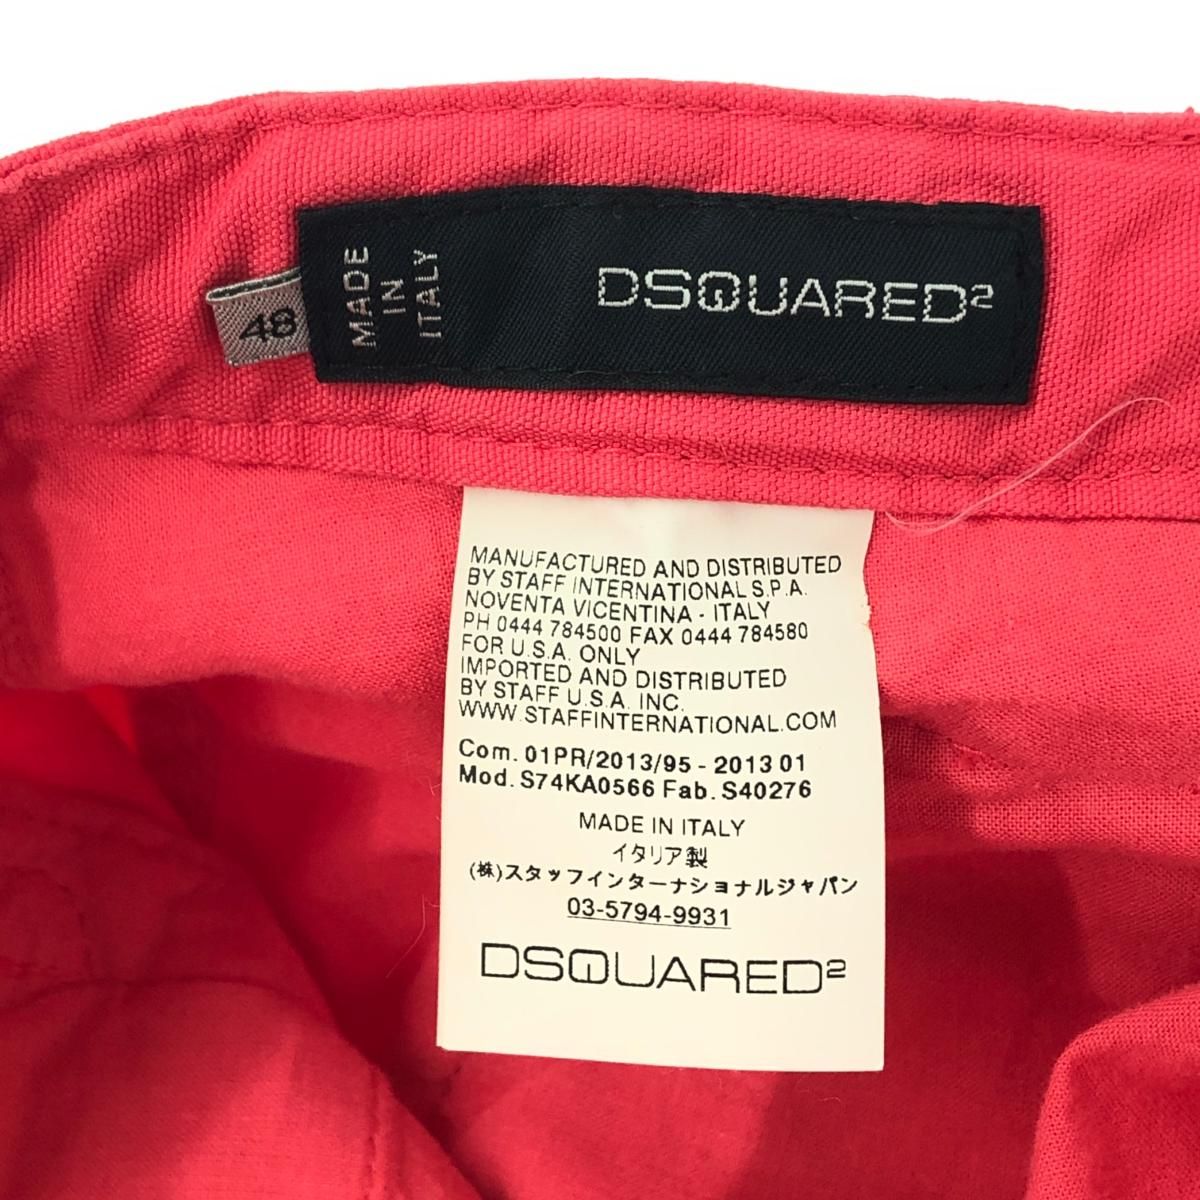 48
MADE
IN
ITALY
DSQUARED²
MANUFACTURED AND DISTRIBUTED
BY STAFF INTERNATIONAL S.P.A.
NOVENTA VICENTINA - ITALY
PH 0444 784500 FAX 0444 784580
FOR U.S.A. ONLY
IMPORTED AND DISTRIBUTED
BY STAFF U.S.A. INC.
WWW.STAFFINTERNATIONAL.COM
Com. 01PR/2013/95 - 2013 01
Mod. S74KA0566 Fab. S40276
MADE IN ITALY
イタリア製
(株)スタッフインターナショナルジャパン
03-5794-9931
DSQUARED²